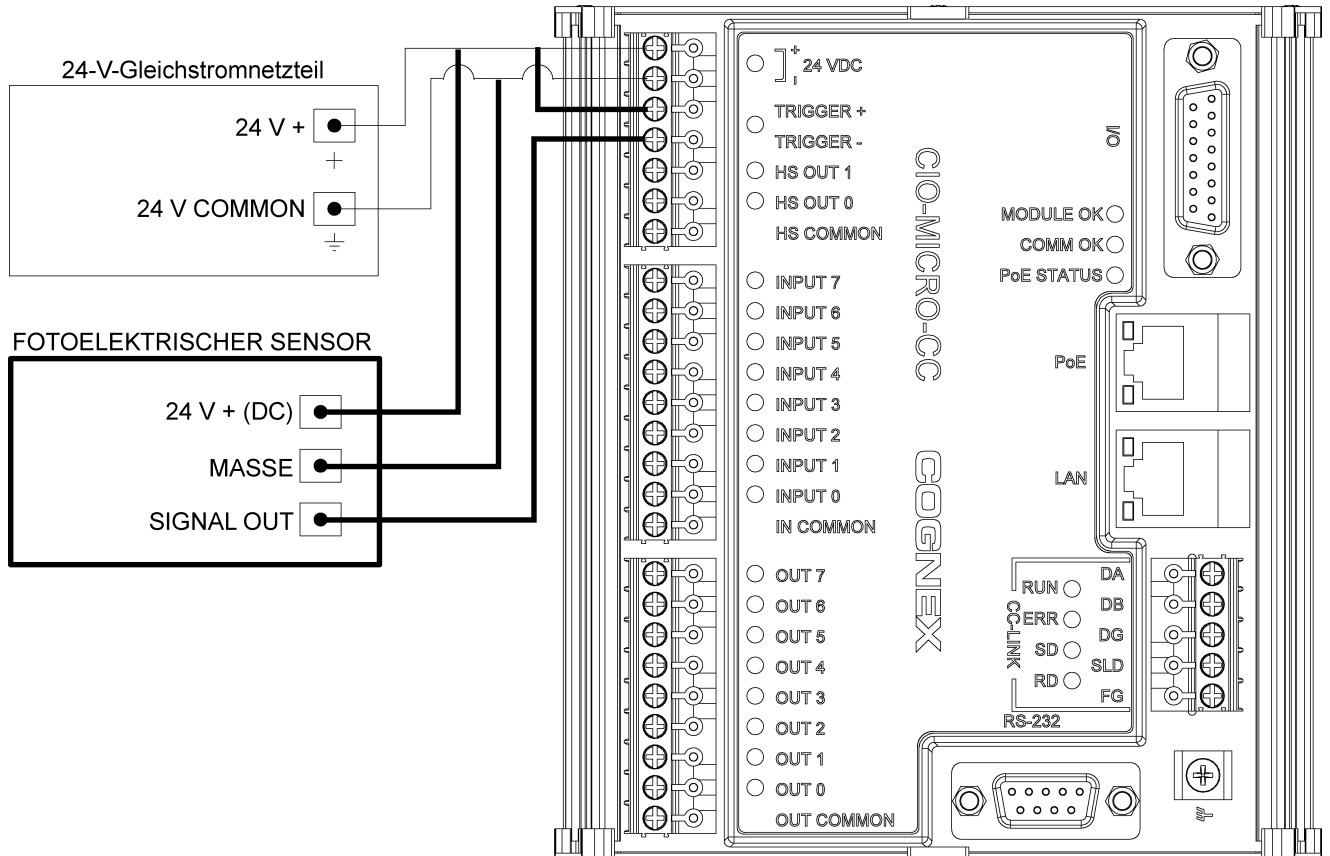 24-V-Gleichstromnetzteil
24 V +
+
24 V COMMON
FOTOELEKTRISCHER SENSOR
24 V + (DC)
MASSE
SIGNAL OUT
+
24 VDC
-
TRIGGER +
TRIGGER -
HS OUT 1
HS OUT 0
HS COMMON
INPUT 7
INPUT 6
INPUT 5
INPUT 4
INPUT 3
INPUT 2
INPUT 1
INPUT 0
IN COMMON
OUT 7
OUT 6
OUT 5
OUT 4
OUT 3
OUT 2
OUT 1
OUT 0
OUT COMMON
CIO-MICRO-CC
COGNEX
I/O
MODULE OK
COMM OK
PoE STATUS
PoE
LAN
CC-LINK
RUN
ERR
SD
RD
DA
DB
DG
SLD
FG
RS-232